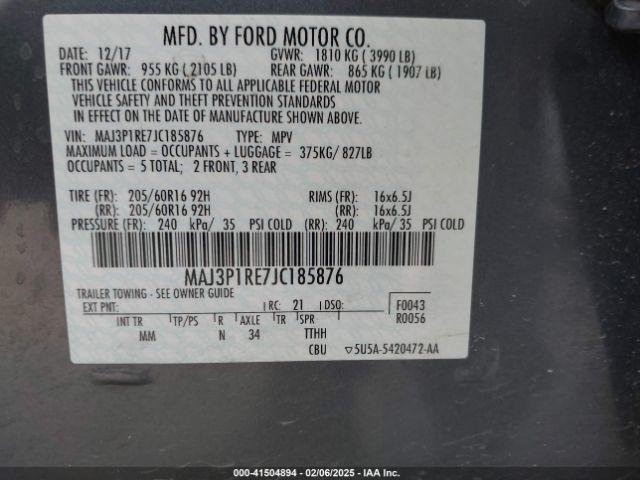 MFD. BY FORD MOTOR CO.
DATE: 12/17 GVWR: 1810 KG ( 3990 LB)
FRONT GAWR: 955 KG ( 2105 LB) REAR GAWR: 865 KG ( 1907 LB)
THIS VEHICLE CONFORMS TO ALL APPLICABLE FEDERAL MOTOR
VEHICLE SAFETY AND THEFT PREVENTION STANDARDS
IN EFFECT ON THE DATE OF MANUFACTURE SHOWN ABOVE.
VIN: MAJ3P1RE7JC185876 TYPE: MPV
MAXIMUM LOAD = OCCUPANTS + LUGGAGE = 375KG/ 827LB
OCCUPANTS = 5 TOTAL; 2 FRONT, 3 REAR
TIRE (FR): 205/60R16 92H RIMS (FR): 16x6.5J
(RR): 205/60R16 92H (RR): 16x6.5J
PRESSURE (FR): 240 kPa/ 35 PSI COLD (RR): 240 kPa/ 35 PSI COLD
MAJ3P1RE7JC185876
TRAILER TOWING - SEE OWNER GUIDE
EXT PNT: RC: 21 DSO: F0043
INT TR TP/PS R AXLE TR SPR R0056
MM N 34 TTHH
CBU ▽5U5A-5420472-AA
000-41504894 - 02/06/2025 - IAA Inc.